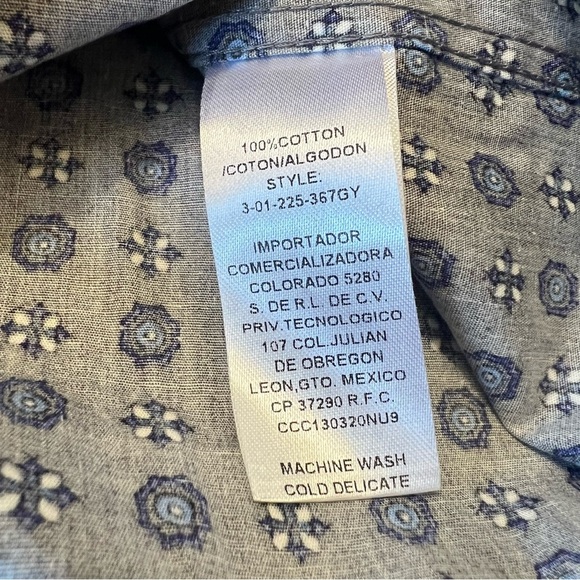 100%COTTON
/COTON/ALGODON
STYLE:
3-01-225-367GY
IMPORTADOR
COMERCIALIZADORA
COLORADO 5280
S. DE R.L. DE C.V.
PRIV.TECNOLOGICO
107 COL.JULIAN
DE OBREGON
LEON,GTO. MEXICO
CP 37290 R.F.C.
CCC130320NU9
MACHINE WASH
COLD DELICATE